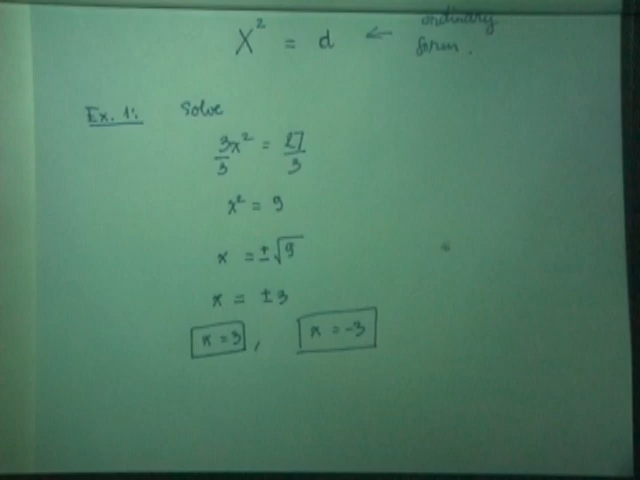 X² = d ← ordinary
form.
Ex. 1: Solve
3x²/3 = 27/3
x² = 9
x = ±√9
x = ±3
x = 3 , x = -3